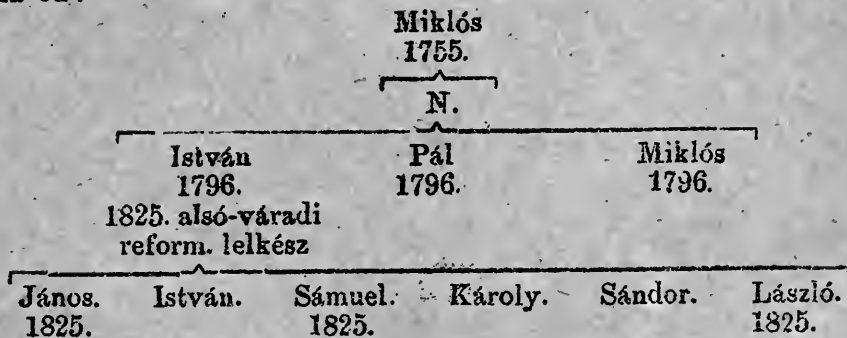 Miklós
1755.
N.
István Pál Miklós
1796. 1796. 1796.
1825. alsó-váradi
reform. lelkész
János. István. Sámuel. Károly. Sándor. László.
1825. 1825. 1825.